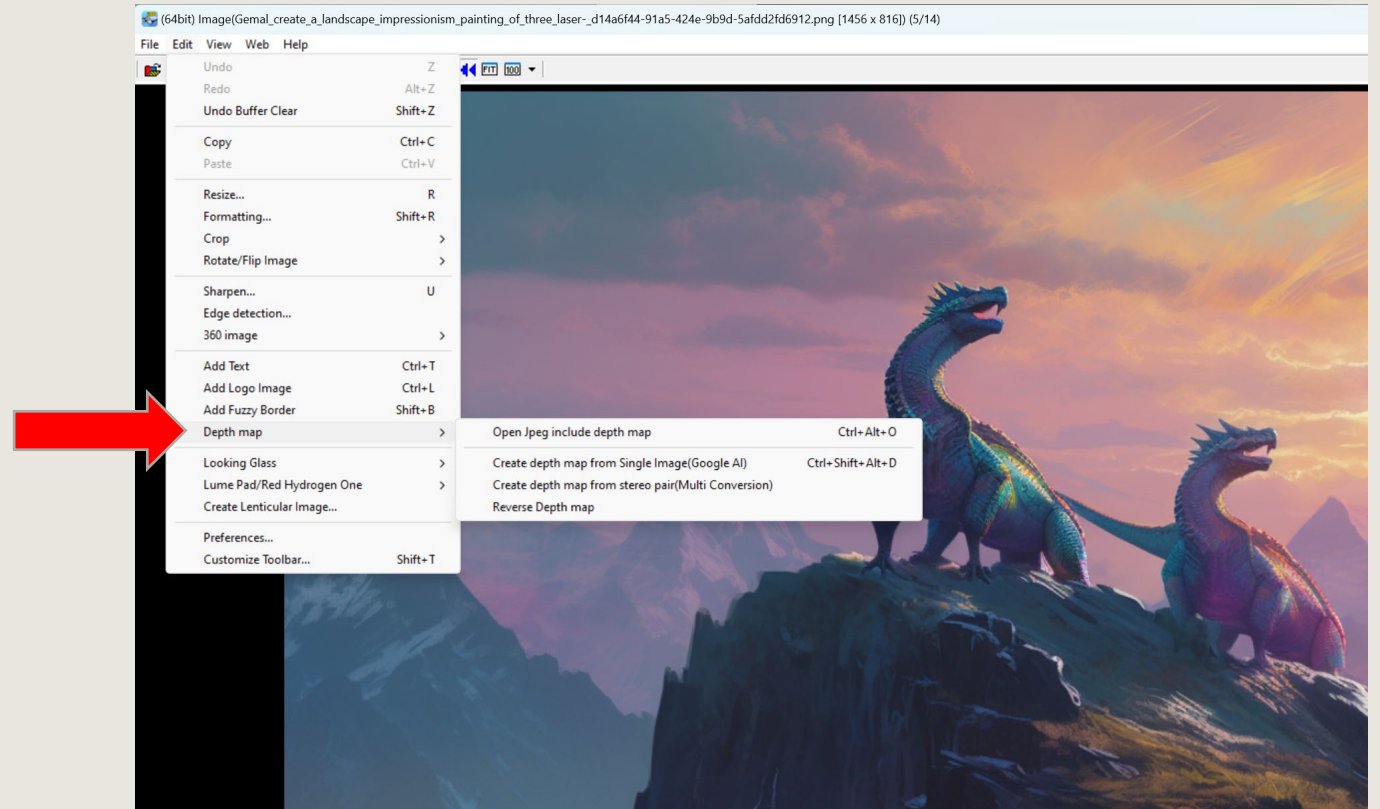 (64bit) Image(Gemal_create_a_landscape_impressionism_painting_of_three_laser-_d14a6f44-91a5-424e-9b9d-5afdd2fd6912.png [1456 x 816]) (5/14)
File Edit View Web Help
FIT 100
Undo Z
Redo Alt+Z
Undo Buffer Clear Shift+Z
Copy Ctrl+C
Paste Ctrl+V
Resize... R
Formatting... Shift+R
Crop
Rotate/Flip Image
Sharpen... U
Edge detection...
360 image
Add Text Ctrl+T
Add Logo Image Ctrl+L
Add Fuzzy Border Shift+B
Depth map
Looking Glass
Lume Pad/Red Hydrogen One
Create Lenticular Image...
Preferences...
Customize Toolbar... Shift+T
Open Jpeg include depth map Ctrl+Alt+O
Create depth map from Single Image(Google AI) Ctrl+Shift+Alt+D
Create depth map from stereo pair(Multi Conversion)
Reverse Depth map